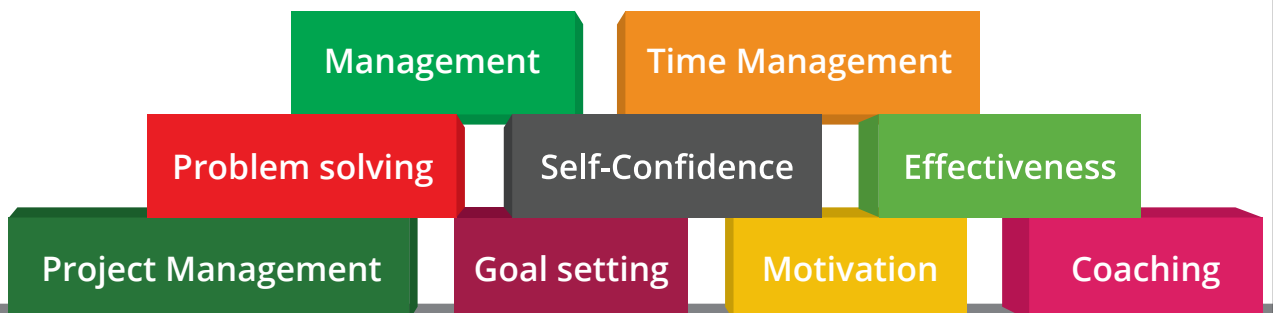 Management
Time Management
Problem solving
Self-Confidence
Effectiveness
Project Management
Goal setting
Motivation
Coaching